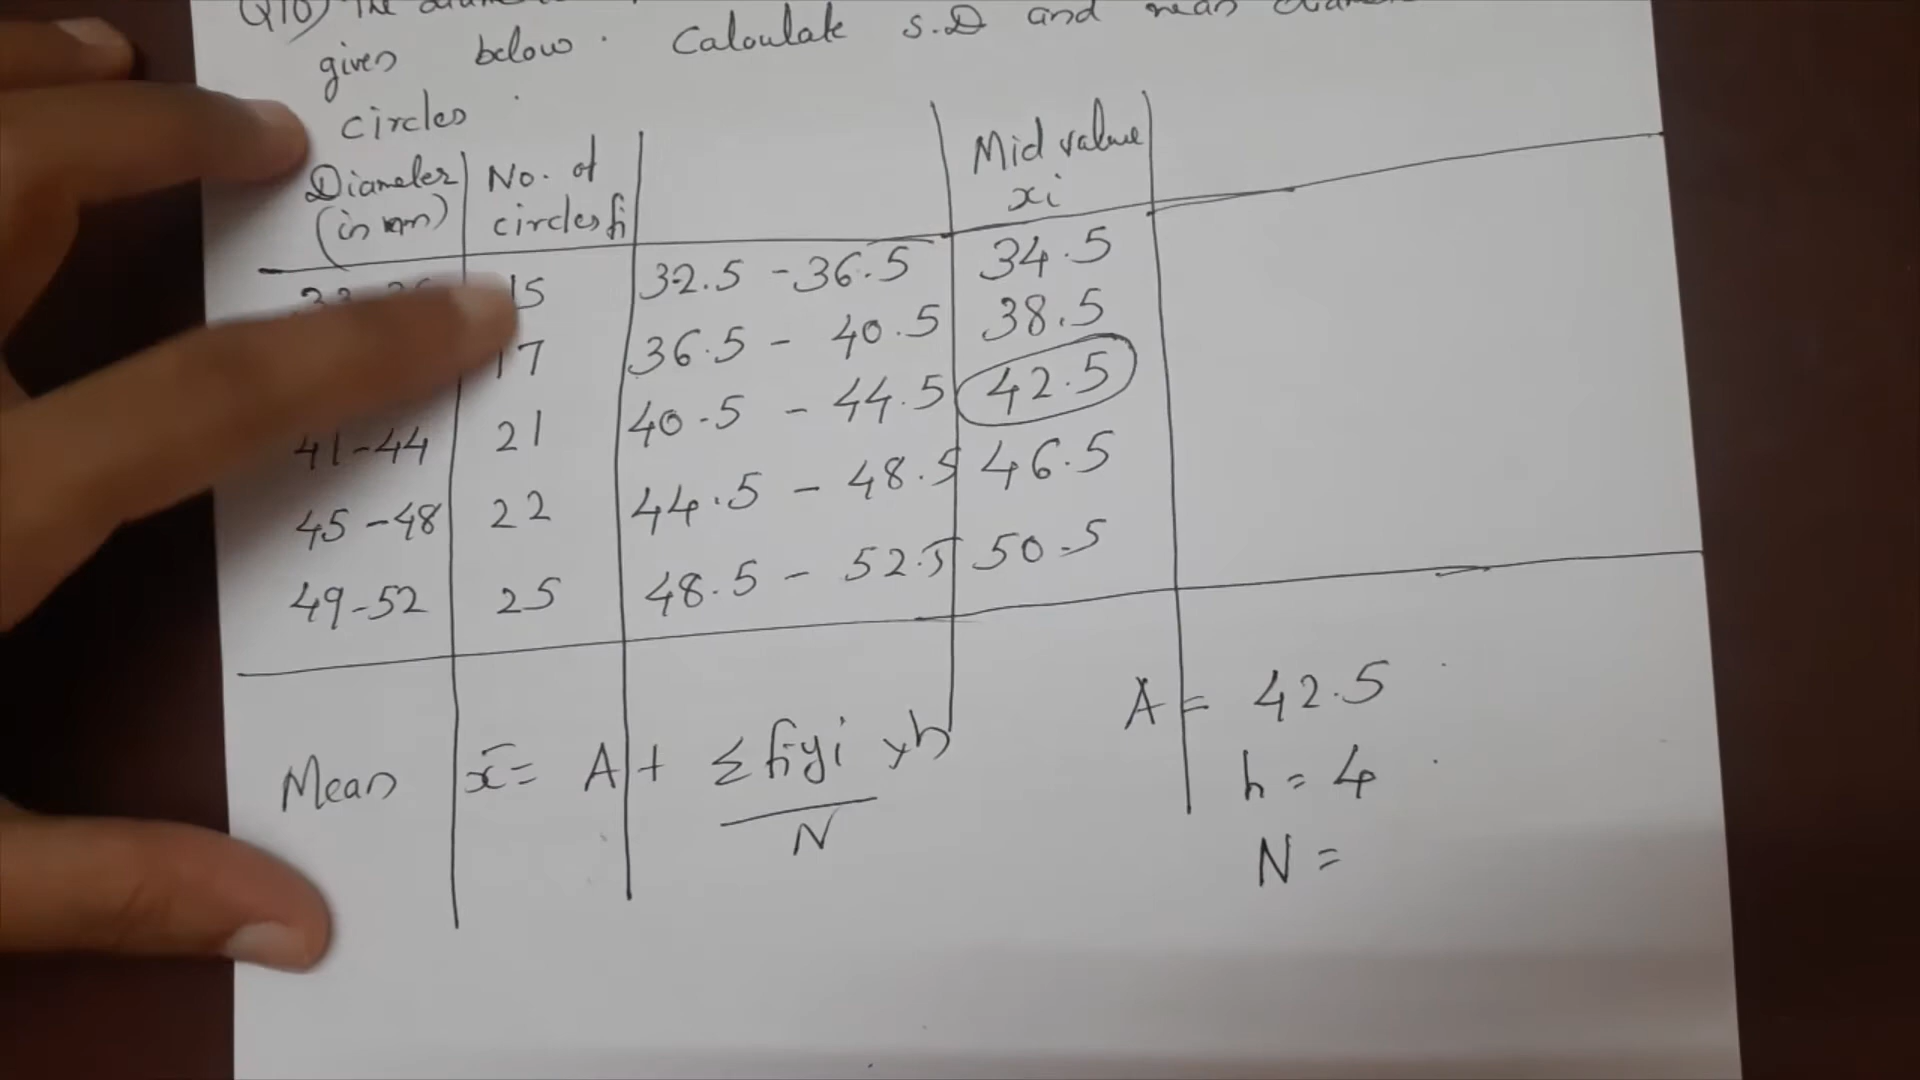 Q10) The
given below. Calculate S.D and mean
circles
Diameter (in mm) No. of circles fi Mid value xi
15 32.5 - 36.5 34.5
17 36.5 - 40.5 38.5
41-44 21 40.5 - 44.5 42.5
45-48 22 44.5 - 48.5 46.5
49-52 25 48.5 - 52.5 50.5
Mean x̄ = A + Σfiyi/N × h
A = 42.5
h = 4
N =